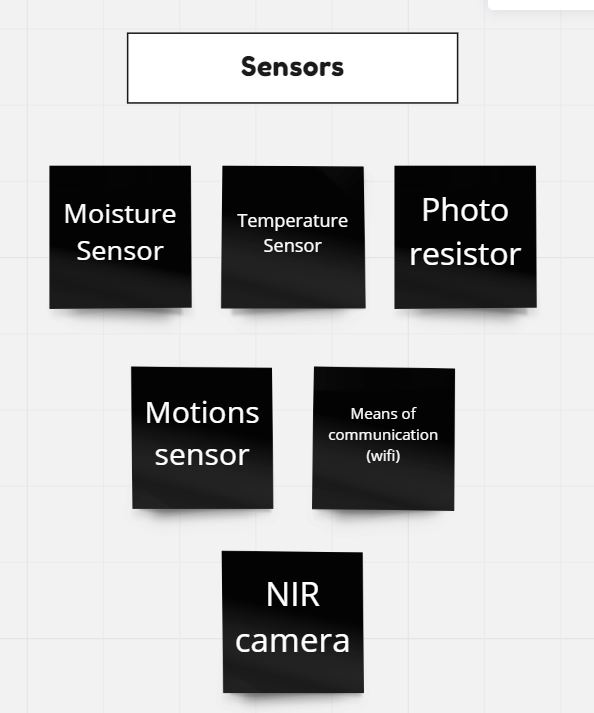 Sensors
Moisture
Sensor
Temperature
Sensor
Photo
resistor
Motions
sensor
Means of
communication
(wifi)
NIR
camera